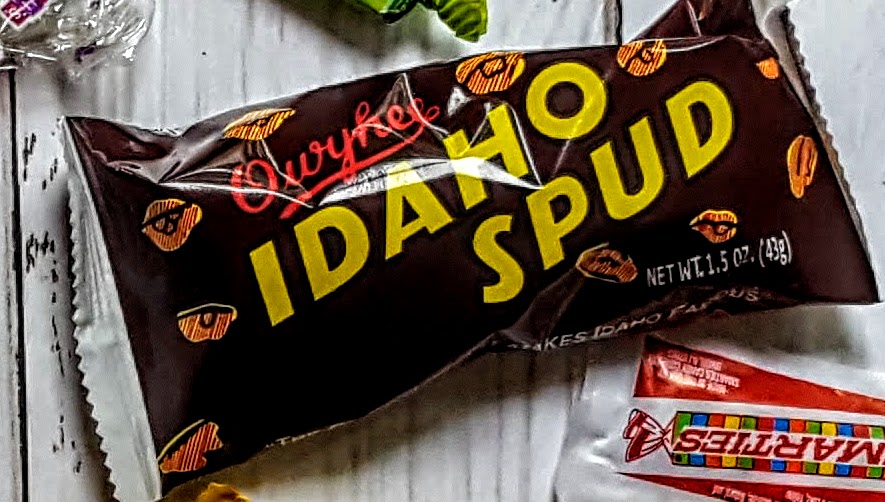 Owyhee
IDAHO
SPUD
NET WT. 1.5 OZ. (43g)
MAKES IDAHO FAMOUS
SMARTIES